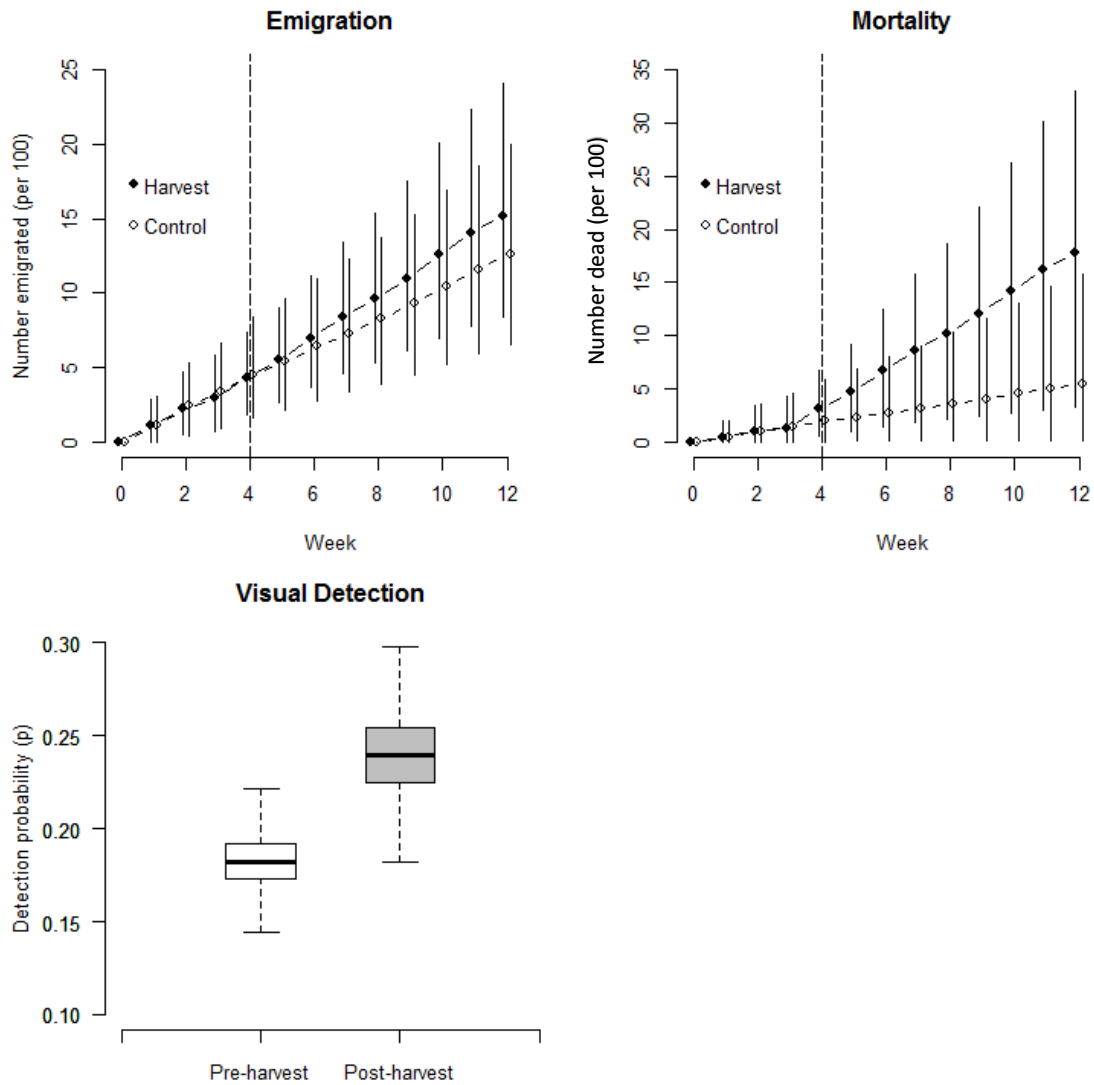 Emigration
Number emigrated (per 100)
25
20
15
10
5
0
Harvest
Control
0 2 4 6 8 10 12
Week
Mortality
Number dead (per 100)
35
30
25
20
15
10
5
0
Harvest
Control
0 2 4 6 8 10 12
Week
Visual Detection
Detection probability (p)
0.30
0.25
0.20
0.15
0.10
Pre-harvest Post-harvest